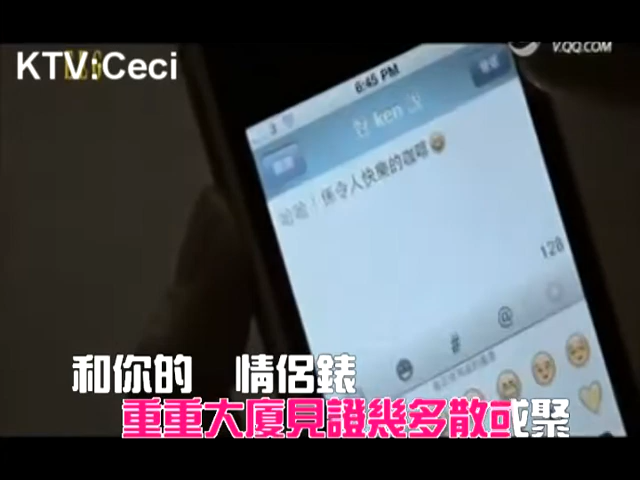 KTV:Ceci
V.QQ.COM
6:45 PM
ken
哈哈！係令人快樂的咖啡
128
@
#
和你的 情侶錶
重重大廈見證幾多散或聚